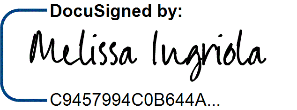 DocuSigned by:
Melissa Ingriola
C9457994C0B644A...